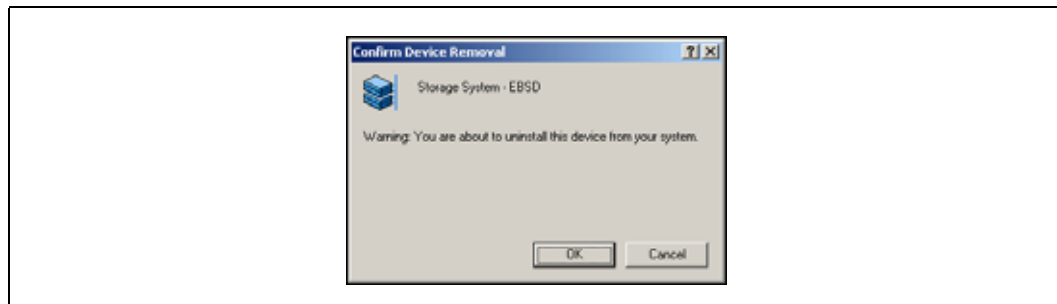 Confirm Device Removal
Storage System - EBSD
Warning: You are about to uninstall this device from your system.
OK Cancel